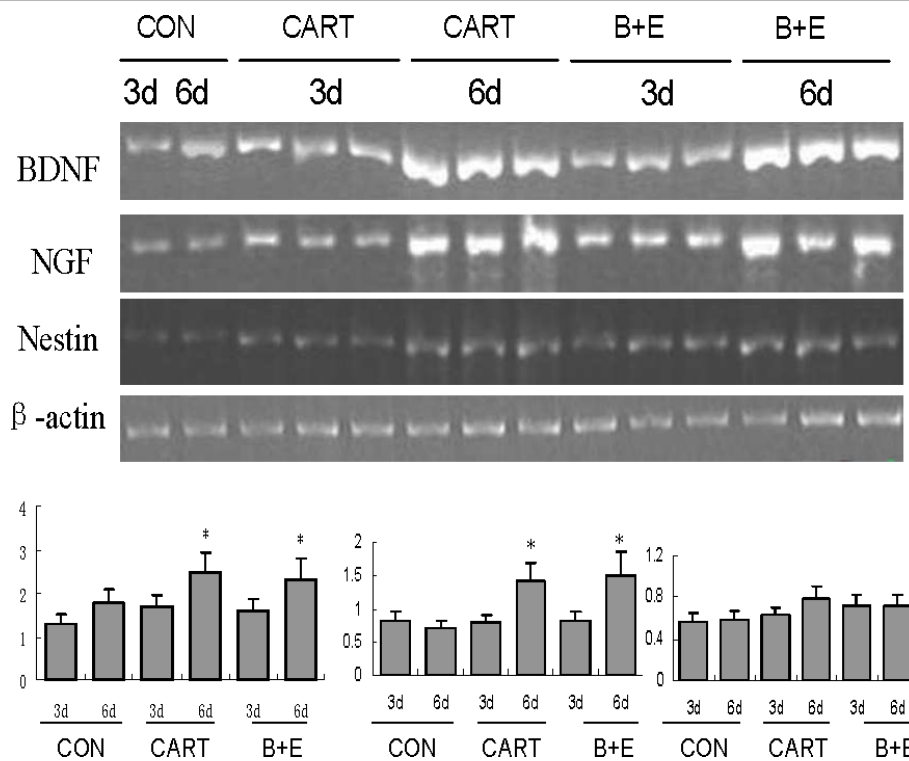 CON CART CART B+E B+E
3d 6d 3d 6d 3d 6d
BDNF
NGF
Nestin
β-actin
4
3
2
1
0
*
*
3d 6d 3d 6d 3d 6d
CON CART B+E
2
1.5
1
0.5
0
*
*
3d 6d 3d 6d 3d 6d
CON CART B+E
1.2
0.8
0.4
0
3d 6d 3d 6d 3d 6d
CON CART B+E